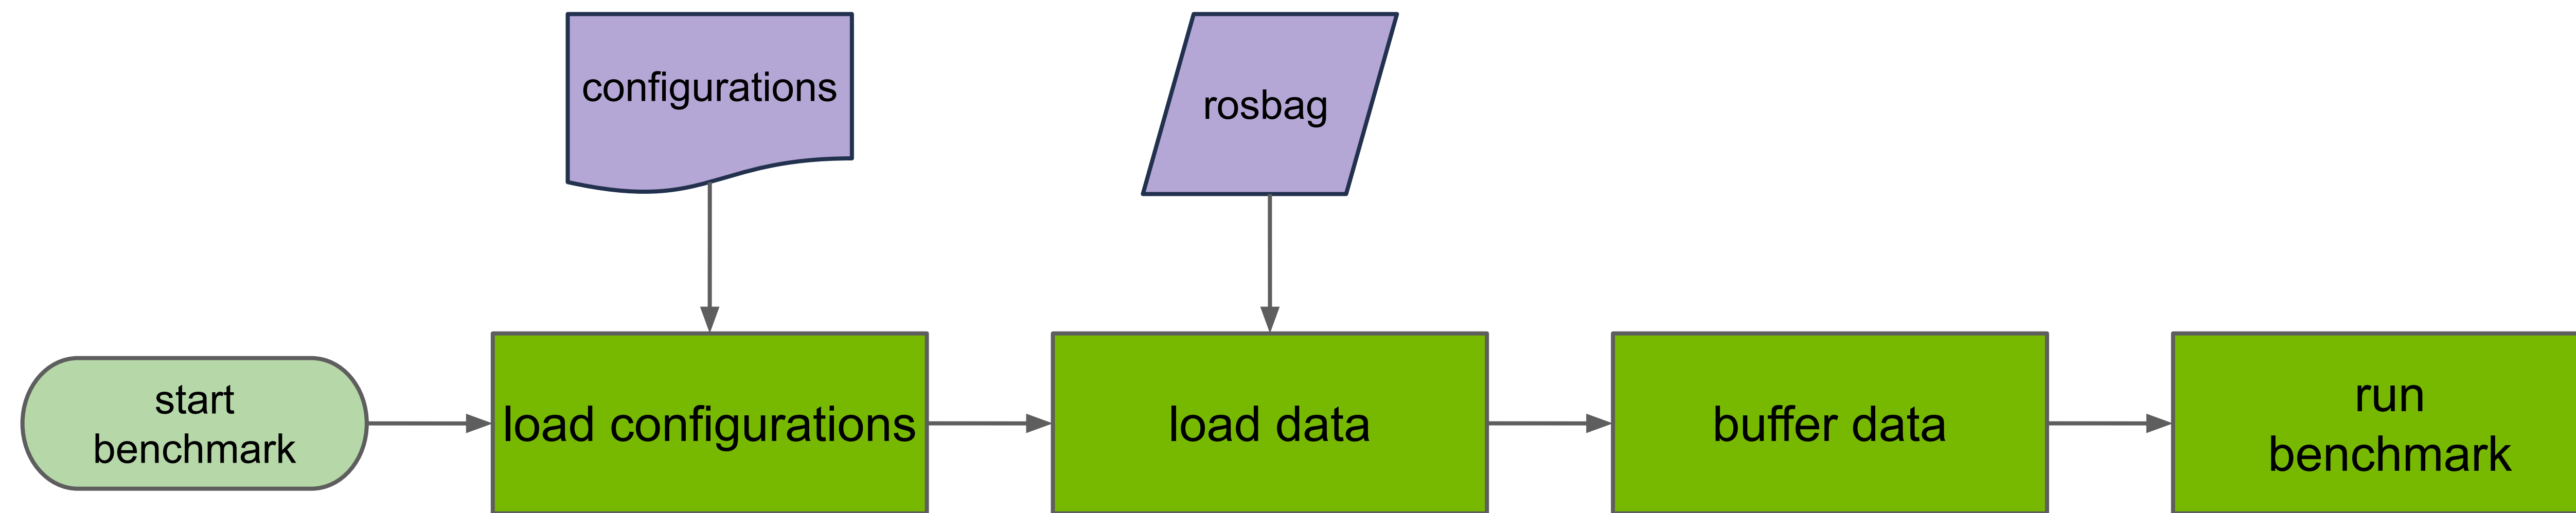 configurations
rosbag
start
benchmark
load configurations
load data
buffer data
run
benchmark